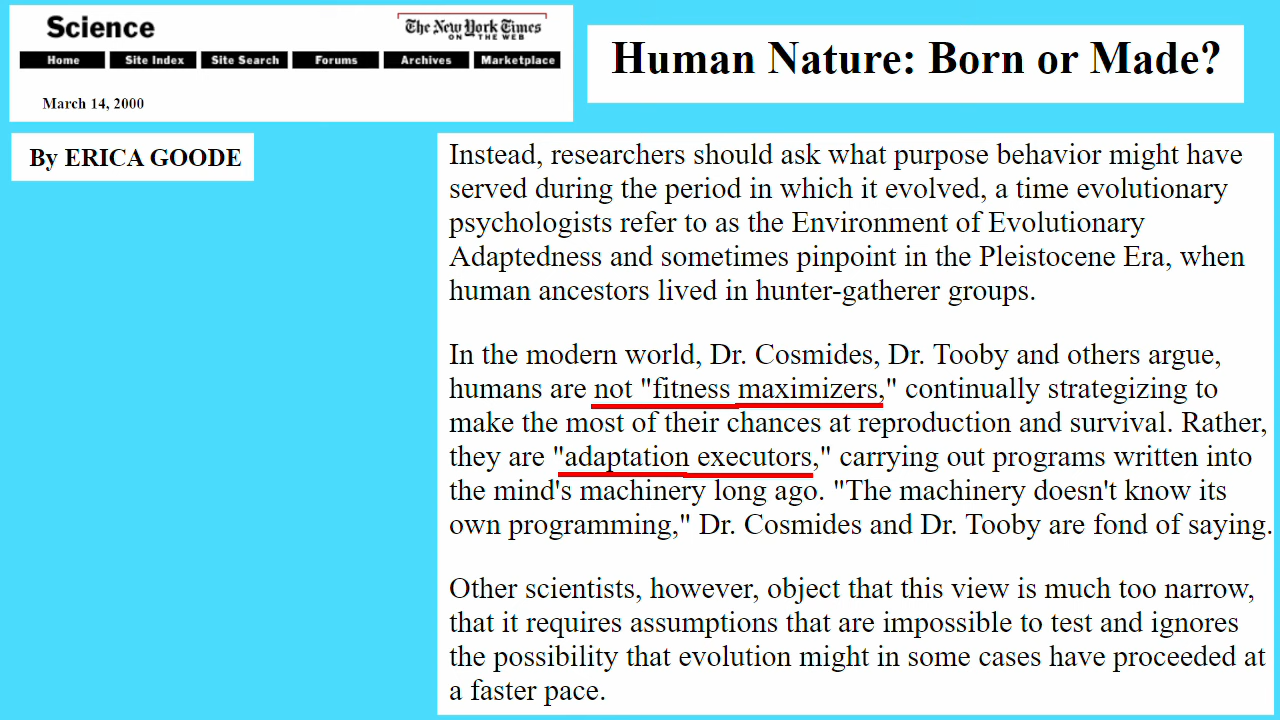 Science
The New York Times
ON THE WEB
Home Site Index Site Search Forums Archives Marketplace
March 14, 2000
Human Nature: Born or Made?
By ERICA GOODE
Instead, researchers should ask what purpose behavior might have
served during the period in which it evolved, a time evolutionary
psychologists refer to as the Environment of Evolutionary
Adaptedness and sometimes pinpoint in the Pleistocene Era, when
human ancestors lived in hunter-gatherer groups.
In the modern world, Dr. Cosmides, Dr. Tooby and others argue,
humans are not "fitness maximizers," continually strategizing to
make the most of their chances at reproduction and survival. Rather,
they are "adaptation executors," carrying out programs written into
the mind's machinery long ago. "The machinery doesn't know its
own programming," Dr. Cosmides and Dr. Tooby are fond of saying.
Other scientists, however, object that this view is much too narrow,
that it requires assumptions that are impossible to test and ignores
the possibility that evolution might in some cases have proceeded at
a faster pace.